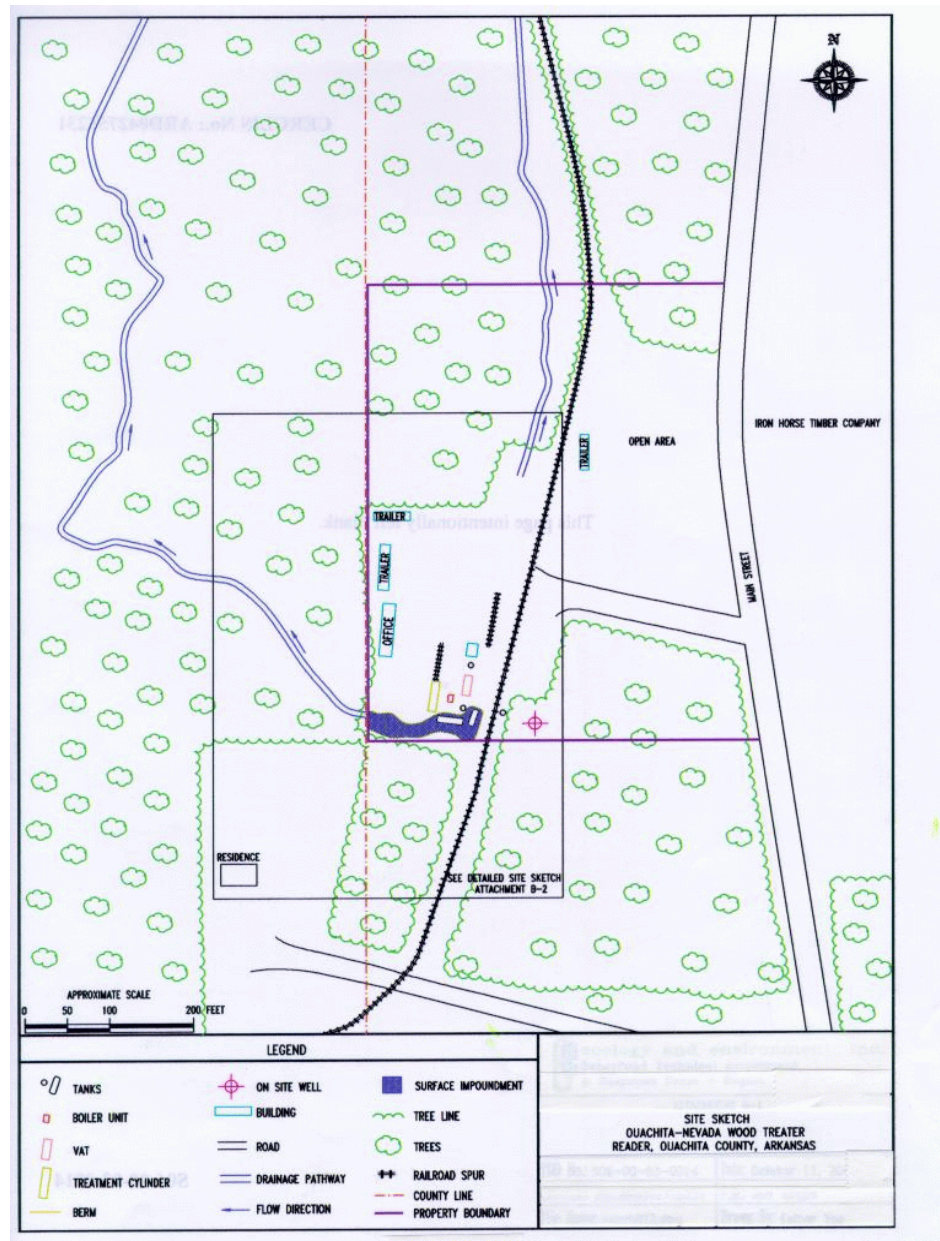 N
IRON HORSE TIMBER COMPANY
OPEN AREA
TRAILER
TRAILER
TRAILER
OFFICE
MAIN STREET
RESIDENCE
SEE DETAILED SITE SKETCH
ATTACHMENT B-2
APPROXIMATE SCALE
0 50 100 200 FEET
LEGEND
TANKS
BOILER UNIT
VAT
TREATMENT CYLINDER
BERM
ON SITE WELL
BUILDING
ROAD
DRAINAGE PATHWAY
FLOW DIRECTION
SURFACE IMPOUNDMENT
TREE LINE
TREES
RAILROAD SPUR
COUNTY LINE
PROPERTY BOUNDARY
SITE SKETCH
OUACHITA-NEVADA WOOD TREATER
READER, OUACHITA COUNTY, ARKANSAS
This page intentionally left blank.